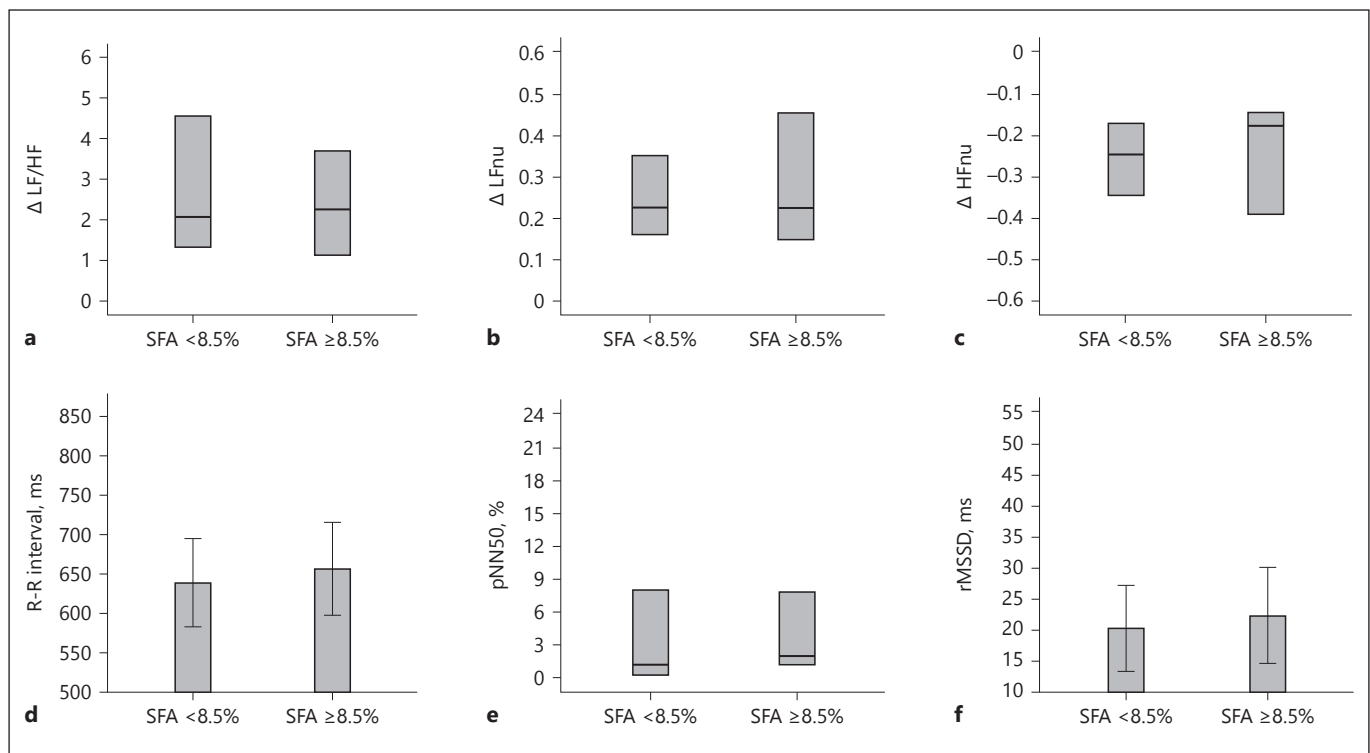 6
5
4
3
2
1
0
Δ LF/HF
SFA <8.5% SFA ≥8.5%
a
0.6
0.5
0.4
0.3
0.2
0.1
0
Δ LFnu
SFA <8.5% SFA ≥8.5%
b
0
–0.1
–0.2
–0.3
–0.4
–0.5
–0.6
Δ HFnu
SFA <8.5% SFA ≥8.5%
c
850
800
750
700
650
600
550
500
R-R interval, ms
SFA <8.5% SFA ≥8.5%
d
24
21
18
15
12
9
6
3
0
pNN50, %
SFA <8.5% SFA ≥8.5%
e
55
50
45
40
35
30
25
20
15
10
rMSSD, ms
SFA <8.5% SFA ≥8.5%
f